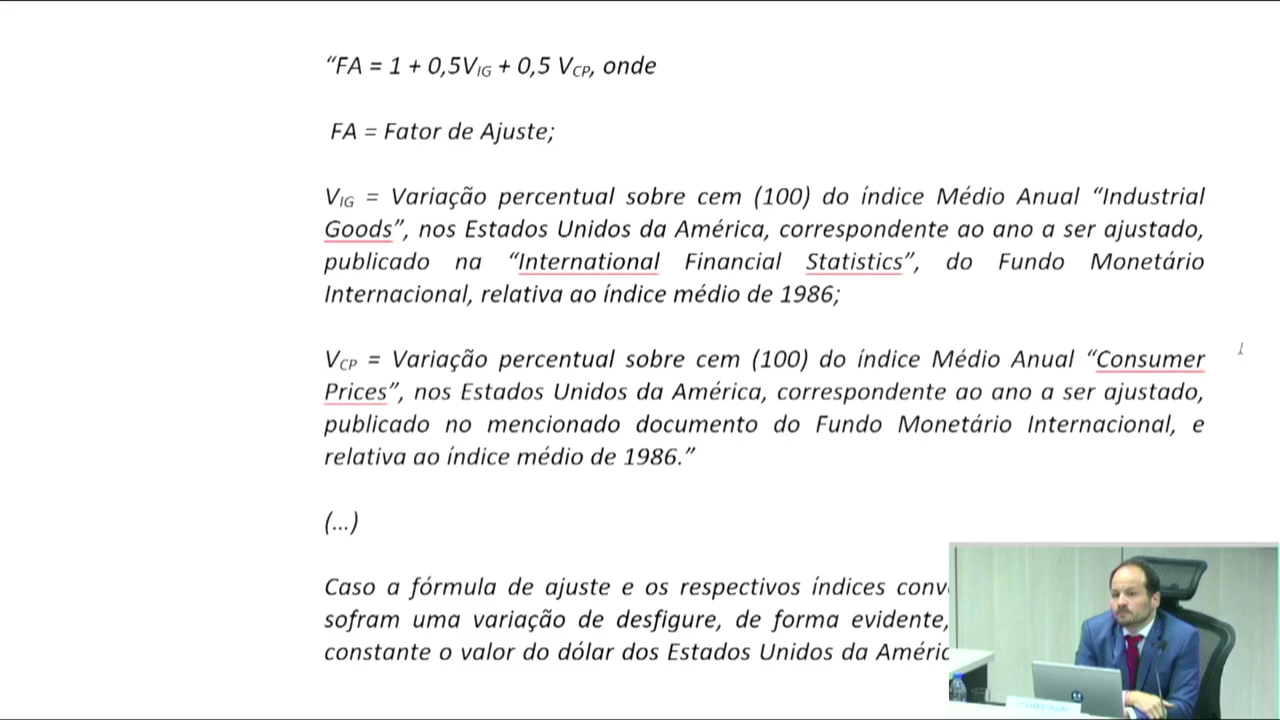 “FA = 1 + 0,5VIG + 0,5 VCP, onde
FA = Fator de Ajuste;
VIG = Variação percentual sobre cem (100) do índice Médio Anual “Industrial
Goods”, nos Estados Unidos da América, correspondente ao ano a ser ajustado,
publicado na “International Financial Statistics”, do Fundo Monetário
Internacional, relativa ao índice médio de 1986;
VCP = Variação percentual sobre cem (100) do índice Médio Anual “Consumer
Prices”, nos Estados Unidos da América, correspondente ao ano a ser ajustado,
publicado no mencionado documento do Fundo Monetário Internacional, e
relativa ao índice médio de 1986.”
(...)
Caso a fórmula de ajuste e os respectivos índices conv
sofram uma variação de desfigure, de forma evidente,
constante o valor do dólar dos Estados Unidos da Améric